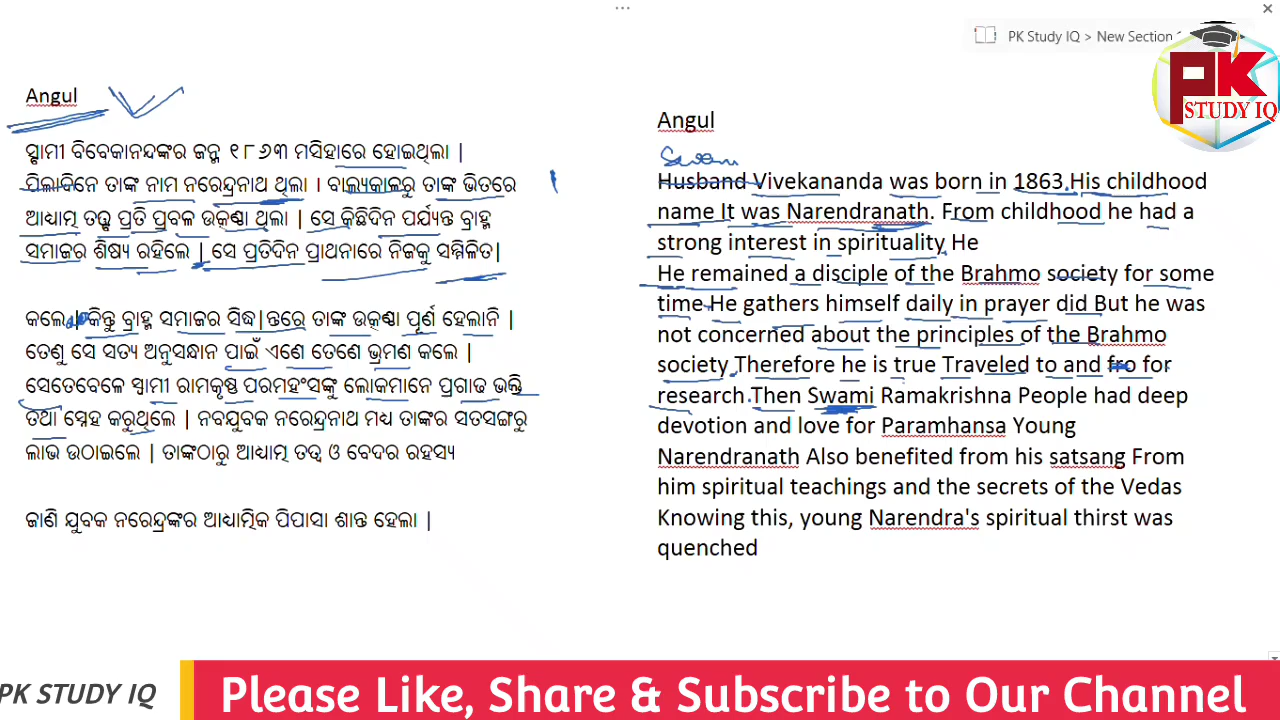 PK Study IQ > New Section
PK
STUDY IQ
Angul
ସ୍ବାମୀ ବିବେକାନନ୍ଦଙ୍କର ଜନ୍ମ ୧୮୬୩ ମସିହାରେ ହୋଇଥିଲା |
ପିଲାଦିନେ ତାଙ୍କ ନାମ ନରେନ୍ଦ୍ରନାଥ ଥିଲା । ବାଲ୍ୟକାଳରୁ ତାଙ୍କ ଭିତରେ
ଆଧ୍ୟାତ୍ମ ତତ୍ତ୍ୱ ପ୍ରତି ପ୍ରବଳ ଉତ୍କଣ୍ଠା ଥିଲା | ସେ କିଛିଦିନ ପର୍ଯ୍ୟନ୍ତ ବ୍ରାହ୍ମ
ସମାଜର ଶିଷ୍ୟ ରହିଲେ | ସେ ପ୍ରତିଦିନ ପ୍ରାଥନାରେ ନିଜକୁ ସମ୍ମିଳିତ|
କଲେ | କିନ୍ତୁ ବ୍ରାହ୍ମ ସମାଜର ସିଦ୍ଧ|ନ୍ତରେ ତାଙ୍କ ଉତ୍କଣ୍ଠା ପୂର୍ଣ ହେଲାନି |
ତେଣୁ ସେ ସତ୍ୟ ଅନୁସନ୍ଧାନ ପାଇଁ ଏଣେ ତେଣେ ଭ୍ରମଣ କଲେ |
ସେତେବେଳେ ସ୍ୱାମୀ ରାମକୃଷ୍ଣ ପରମହଂସଙ୍କୁ ଲୋକମାନେ ପ୍ରଗାଢ ଭକ୍ତି
ତଥା ସ୍ନେହ କରୁଥିଲେ | ନବଯୁବକ ନରେନ୍ଦ୍ରନାଥ ମଧ୍ୟ ତାଙ୍କର ସତସଙ୍ଗରୁ
ଲାଭ ଉଠାଇଲେ | ତାଙ୍କଠାରୁ ଆଧ୍ୟାତ୍ମ ତତ୍ୱ ଓ ବେଦର ରହସ୍ୟ
ଜାଣି ଯୁବକ ନରେନ୍ଦ୍ରଙ୍କର ଆଧ୍ୟାତ୍ମିକ ପିପାସା ଶାନ୍ତ ହେଲା |
Angul
Swami
Husband Vivekananda was born in 1863. His childhood
name It was Narendranath. From childhood he had a
strong interest in spirituality. He
He remained a disciple of the Brahmo society for some
time He gathers himself daily in prayer did But he was
not concerned about the principles of the Brahmo
society Therefore he is true Traveled to and fro for
research. Then Swami Ramakrishna People had deep
devotion and love for Paramhansa Young
Narendranath Also benefited from his satsang From
him spiritual teachings and the secrets of the Vedas
Knowing this, young Narendra's spiritual thirst was
quenched
PK STUDY IQ
Please Like, Share & Subscribe to Our Channel